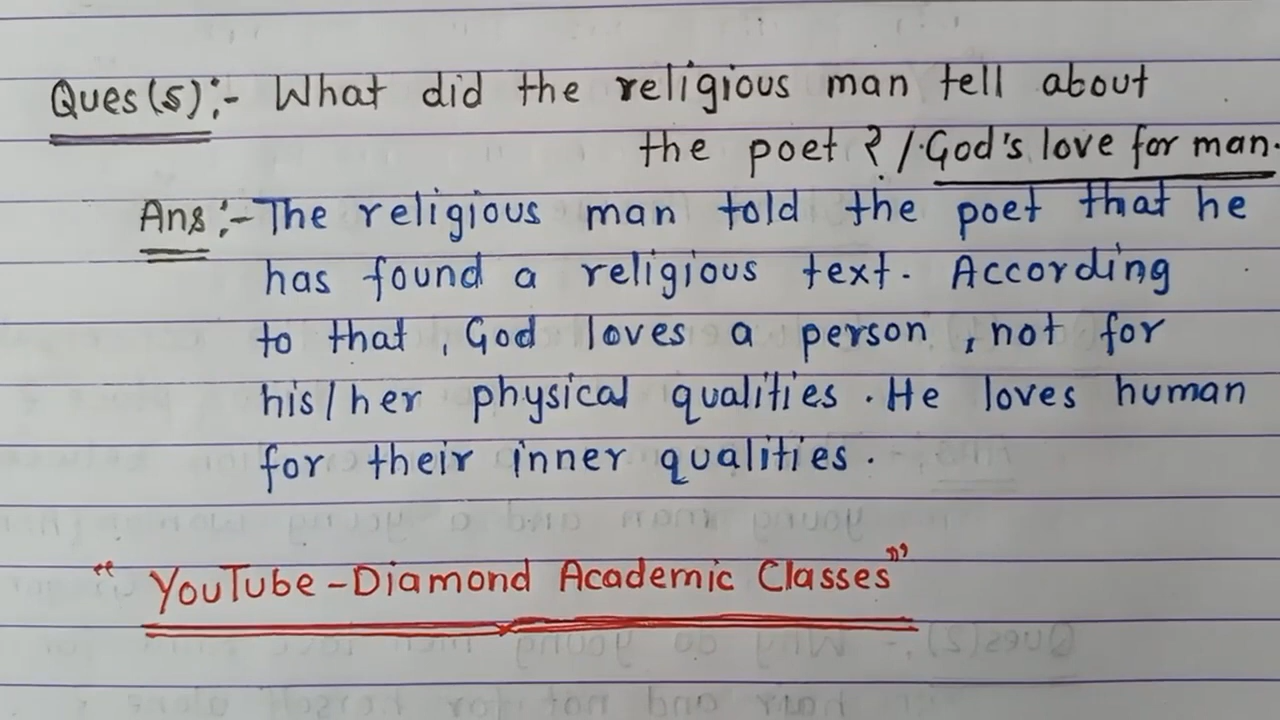 Ques(5):- What did the religious man tell about
the poet? / God's love for man.
Ans:- The religious man told the poet that he
has found a religious text. According
to that, God loves a person, not for
his/her physical qualities. He loves human
for their inner qualities.
"YouTube-Diamond Academic Classes"